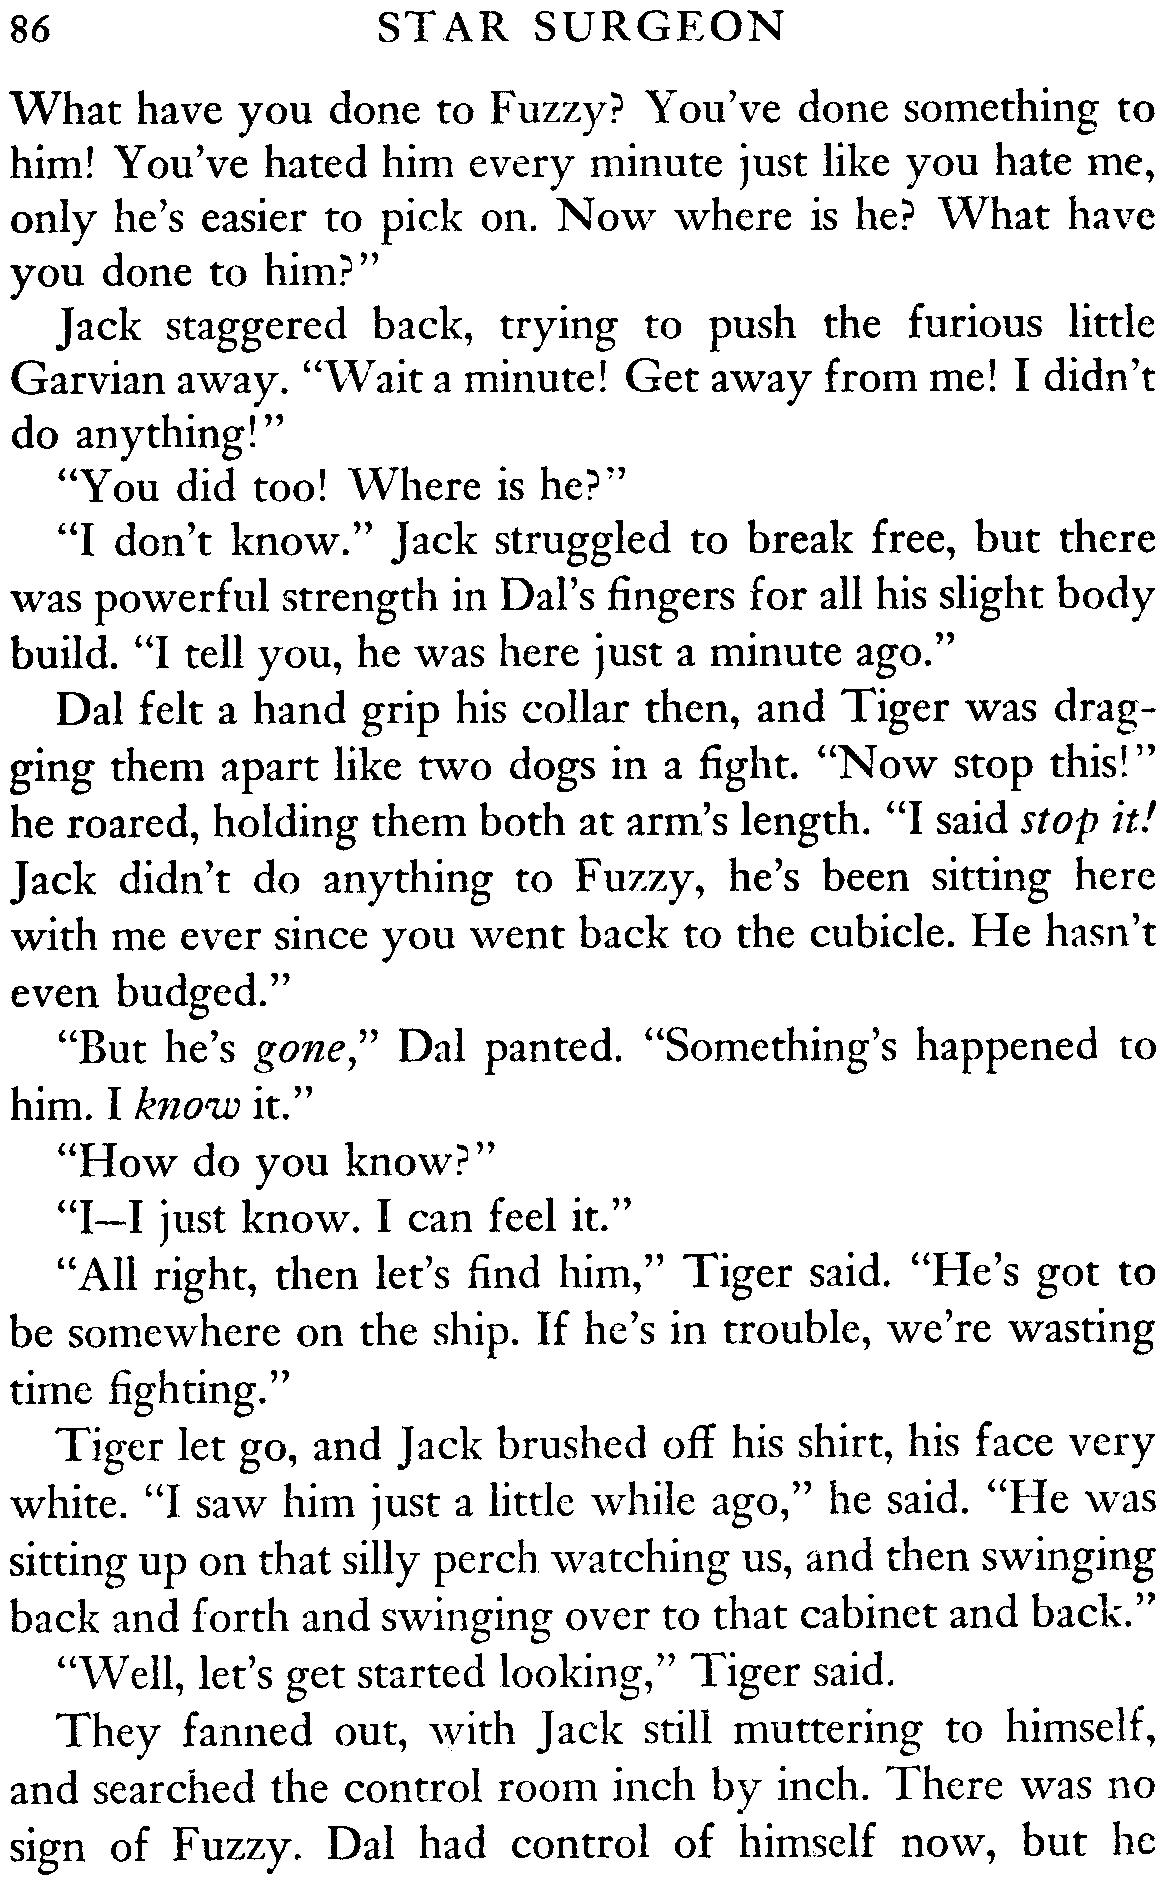 86 STAR SURGEON
What have you done to Fuzzy? You've done something to
him! You've hated him every minute just like you hate me,
only he's easier to pick on. Now where is he? What have
you done to him?"
Jack staggered back, trying to push the furious little
Garvian away. "Wait a minute! Get away from me! I didn't
do anything!"
"You did too! Where is he?"
"I don't know." Jack struggled to break free, but there
was powerful strength in Dal's fingers for all his slight body
build. "I tell you, he was here just a minute ago."
Dal felt a hand grip his collar then, and Tiger was drag-
ging them apart like two dogs in a fight. "Now stop this!"
he roared, holding them both at arm's length. "I said stop it!
Jack didn't do anything to Fuzzy, he's been sitting here
with me ever since you went back to the cubicle. He hasn't
even budged."
"But he's gone," Dal panted. "Something's happened to
him. I know it."
"How do you know?"
"I—I just know. I can feel it."
"All right, then let's find him," Tiger said. "He's got to
be somewhere on the ship. If he's in trouble, we're wasting
time fighting."
Tiger let go, and Jack brushed off his shirt, his face very
white. "I saw him just a little while ago," he said. "He was
sitting up on that silly perch watching us, and then swinging
back and forth and swinging over to that cabinet and back."
"Well, let's get started looking," Tiger said.
They fanned out, with Jack still muttering to himself,
and searched the control room inch by inch. There was no
sign of Fuzzy. Dal had control of himself now, but he